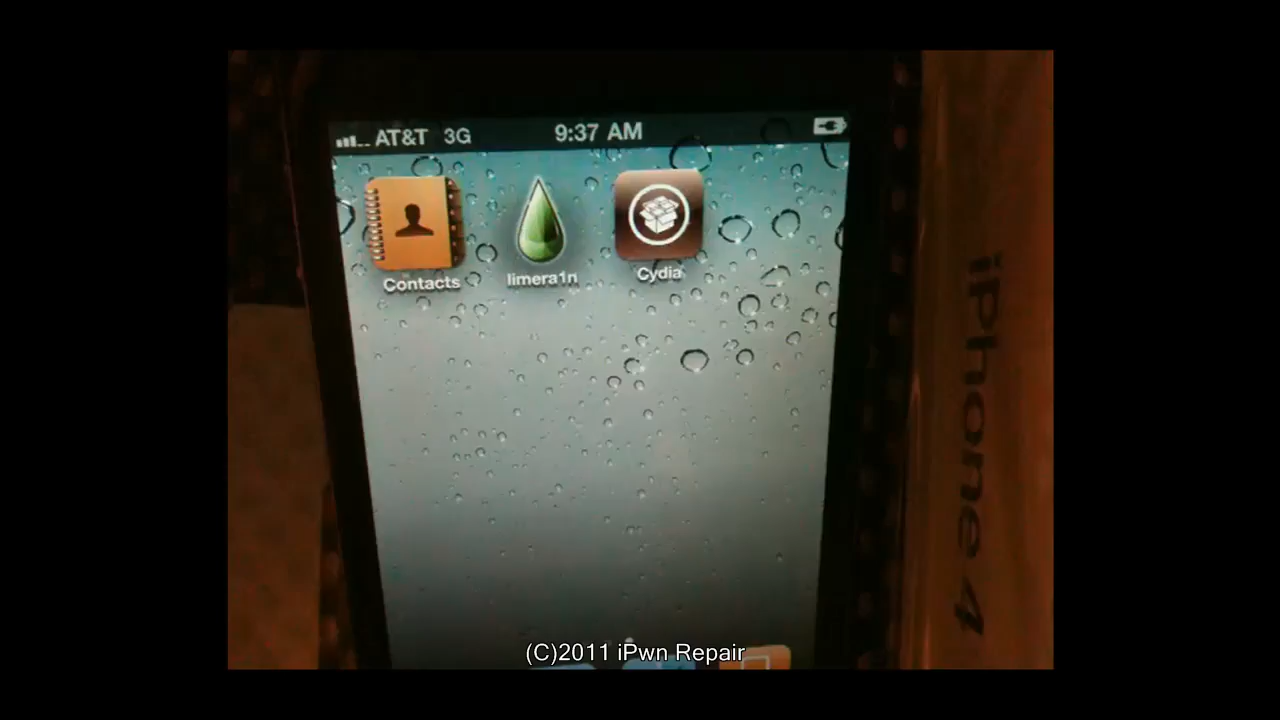 AT&T 3G 9:37 AM
Contacts limera1n Cydia
iPhone 4
(C)2011 iPwn Repair